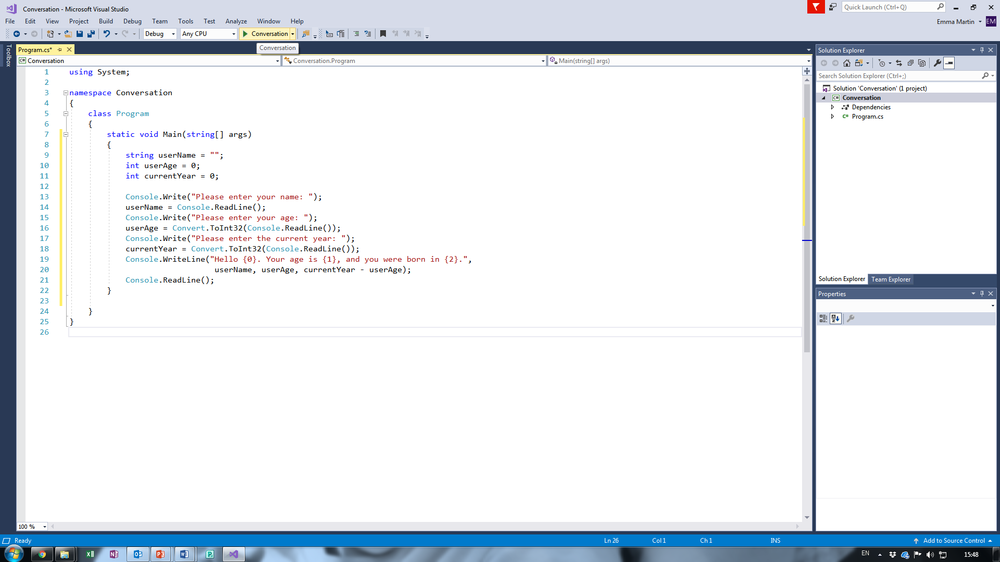 Conversation - Microsoft Visual Studio
Quick Launch (Ctrl+Q)
File Edit View Project Build Debug Team Tools Test Analyze Window Help
Emma Martin EM
Debug Any CPU Conversation
Conversation
Toolbox
Program.cs*
Conversation Conversation.Program Main(string[] args)
1 using System;
2
3 namespace Conversation
4 {
5 class Program
6 {
7 static void Main(string[] args)
8 {
9 string userName = "";
10 int userAge = 0;
11 int currentYear = 0;
12
13 Console.Write("Please enter your name: ");
14 userName = Console.ReadLine();
15 Console.Write("Please enter your age: ");
16 userAge = Convert.ToInt32(Console.ReadLine());
17 Console.Write("Please enter the current year: ");
18 currentYear = Convert.ToInt32(Console.ReadLine());
19 Console.WriteLine("Hello {0}. Your age is {1}, and you were born in {2}.",
20 userName, userAge, currentYear - userAge);
21 Console.ReadLine();
22 }
23
24 }
25 }
26
100 %
Solution Explorer
Search Solution Explorer (Ctrl+;)
Solution 'Conversation' (1 project)
C# Conversation
Dependencies
C# Program.cs
Solution Explorer Team Explorer
Properties
Ready Ln 26 Col 1 Ch 1 INS Add to Source Control
EN 15:48